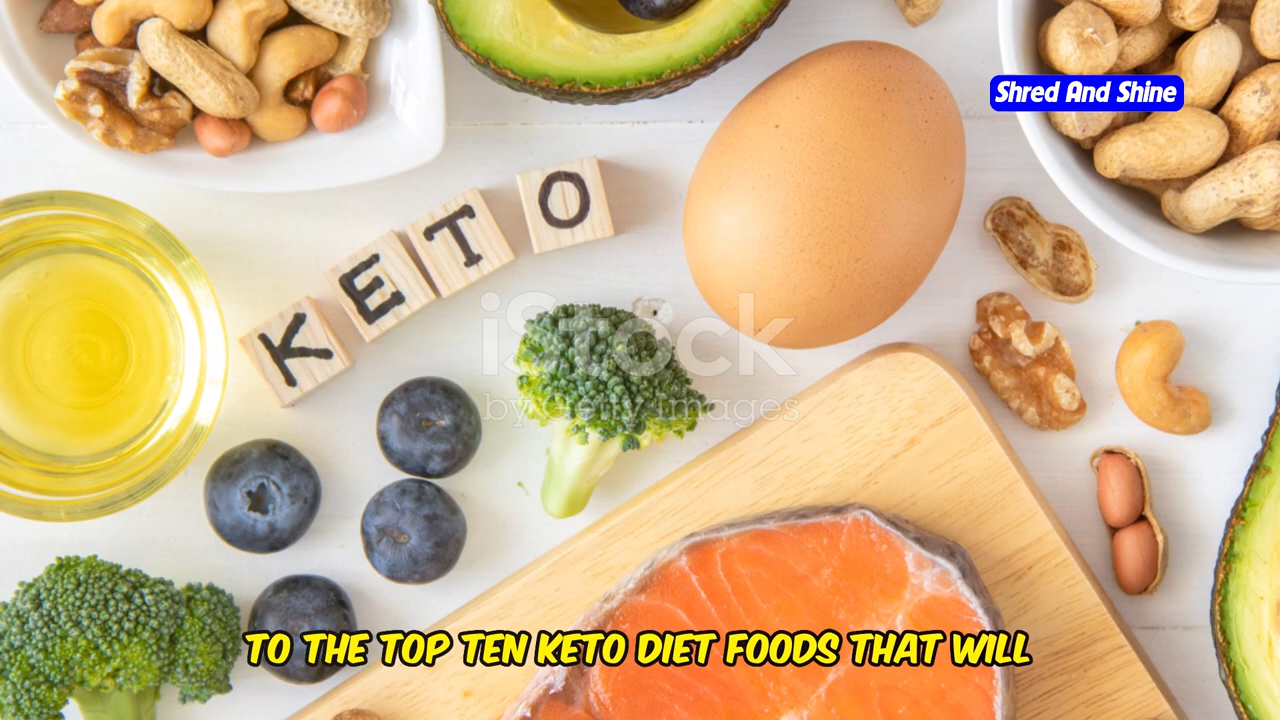 Shred And Shine
KETO
iStock
by Getty Images
TO THE TOP TEN KETO DIET FOODS THAT WILL